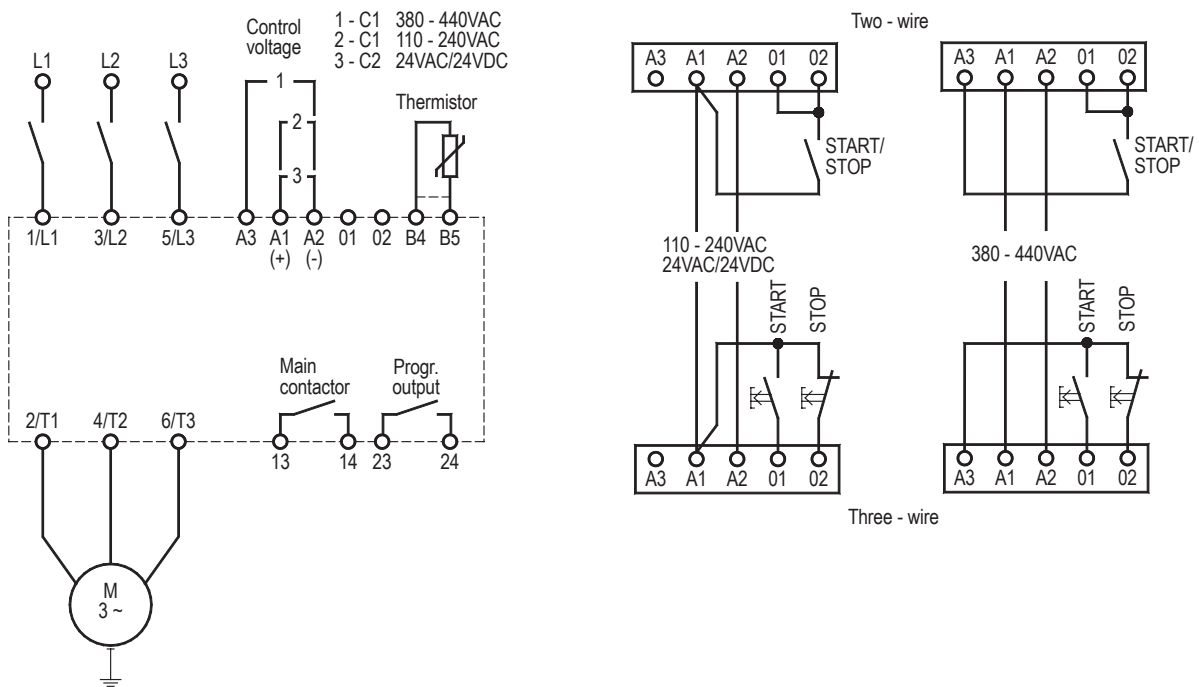 Control
voltage
1 - C1 380 - 440VAC
2 - C1 110 - 240VAC
3 - C2 24VAC/24VDC
L1 L2 L3
1
2
3
Thermistor
1/L1 3/L2 5/L3 A3 A1 A2 01 02 B4 B5
(+) (-)
Main
contactor
Progr.
output
2/T1 4/T2 6/T3
13 14 23 24
M
3 ~
Two - wire
A3 A1 A2 01 02
START/
STOP
A3 A1 A2 01 02
START/
STOP
110 - 240VAC
24VAC/24VDC
380 - 440VAC
START
STOP
START
STOP
A3 A1 A2 01 02
A3 A1 A2 01 02
Three - wire